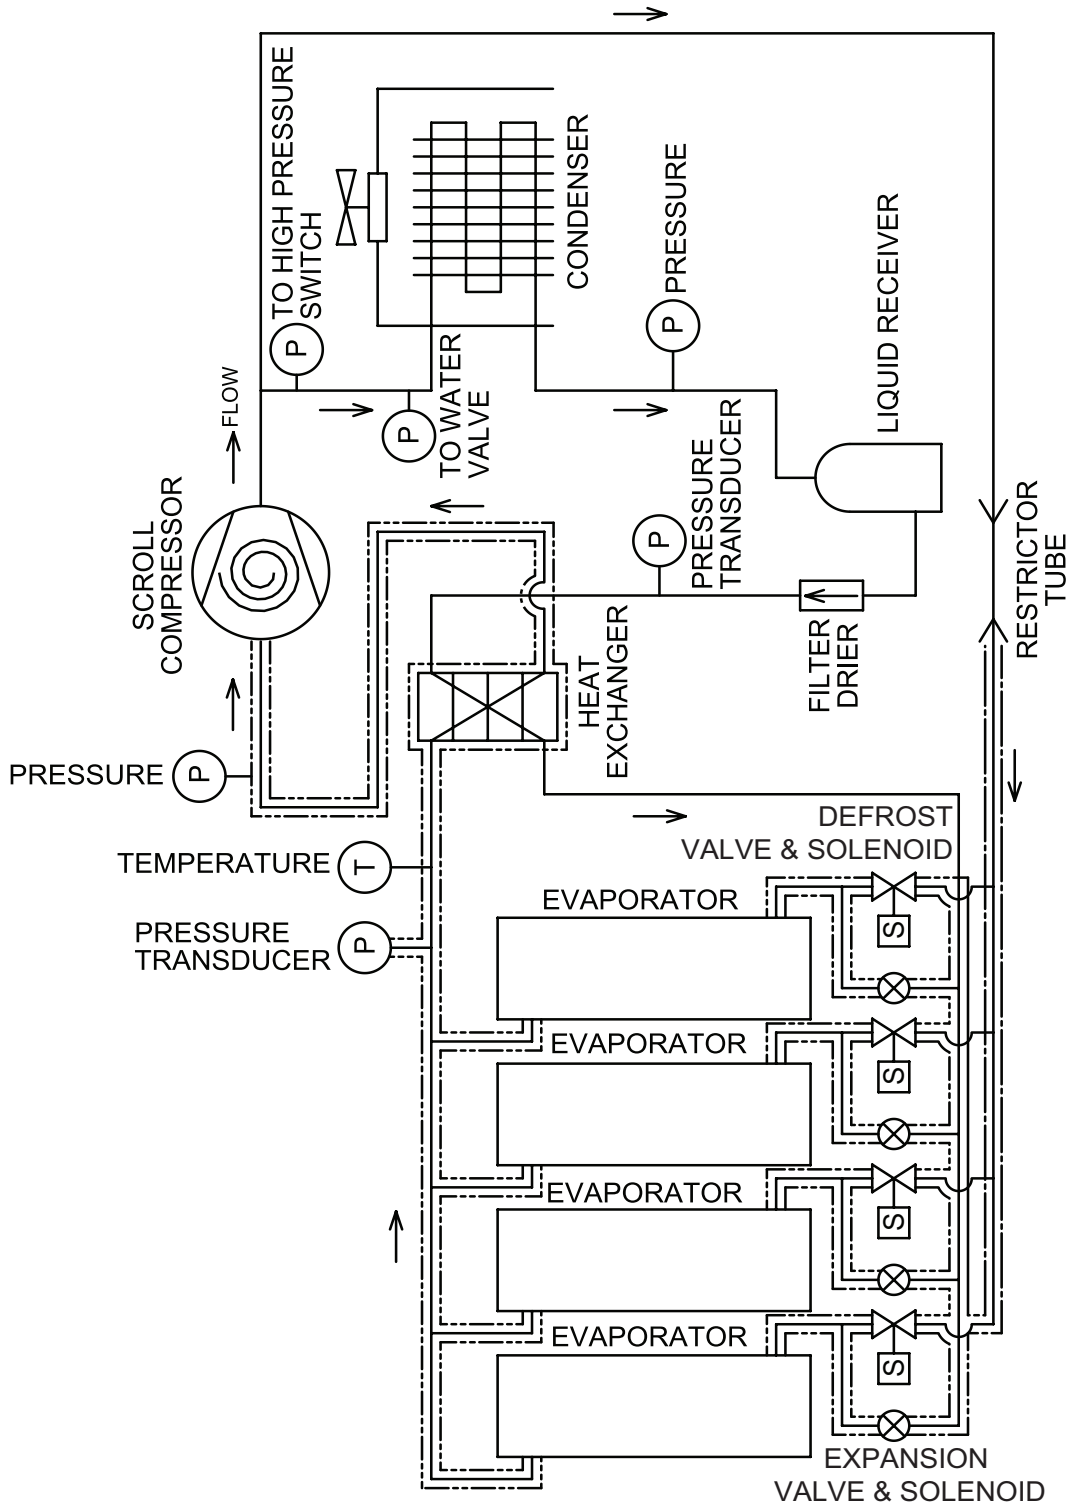 TO HIGH PRESSURE
SWITCH
P
CONDENSER
PRESSURE
P
LIQUID RECEIVER
FLOW
P
TO WATER
VALVE
SCROLL
COMPRESSOR
P
PRESSURE
TRANSDUCER
RESTRICTOR
TUBE
FILTER
DRIER
HEAT
EXCHANGER
PRESSURE
P
TEMPERATURE
T
PRESSURE
TRANSDUCER
P
DEFROST
VALVE & SOLENOID
EVAPORATOR
S
EVAPORATOR
S
EVAPORATOR
S
EVAPORATOR
S
EXPANSION
VALVE & SOLENOID